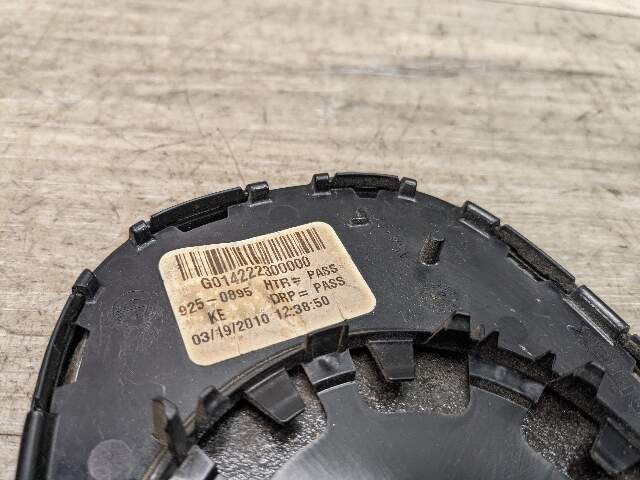 G014222300000
925-0895 HTR= PASS
KE DRP= PASS
03/19/2010 12:38:50